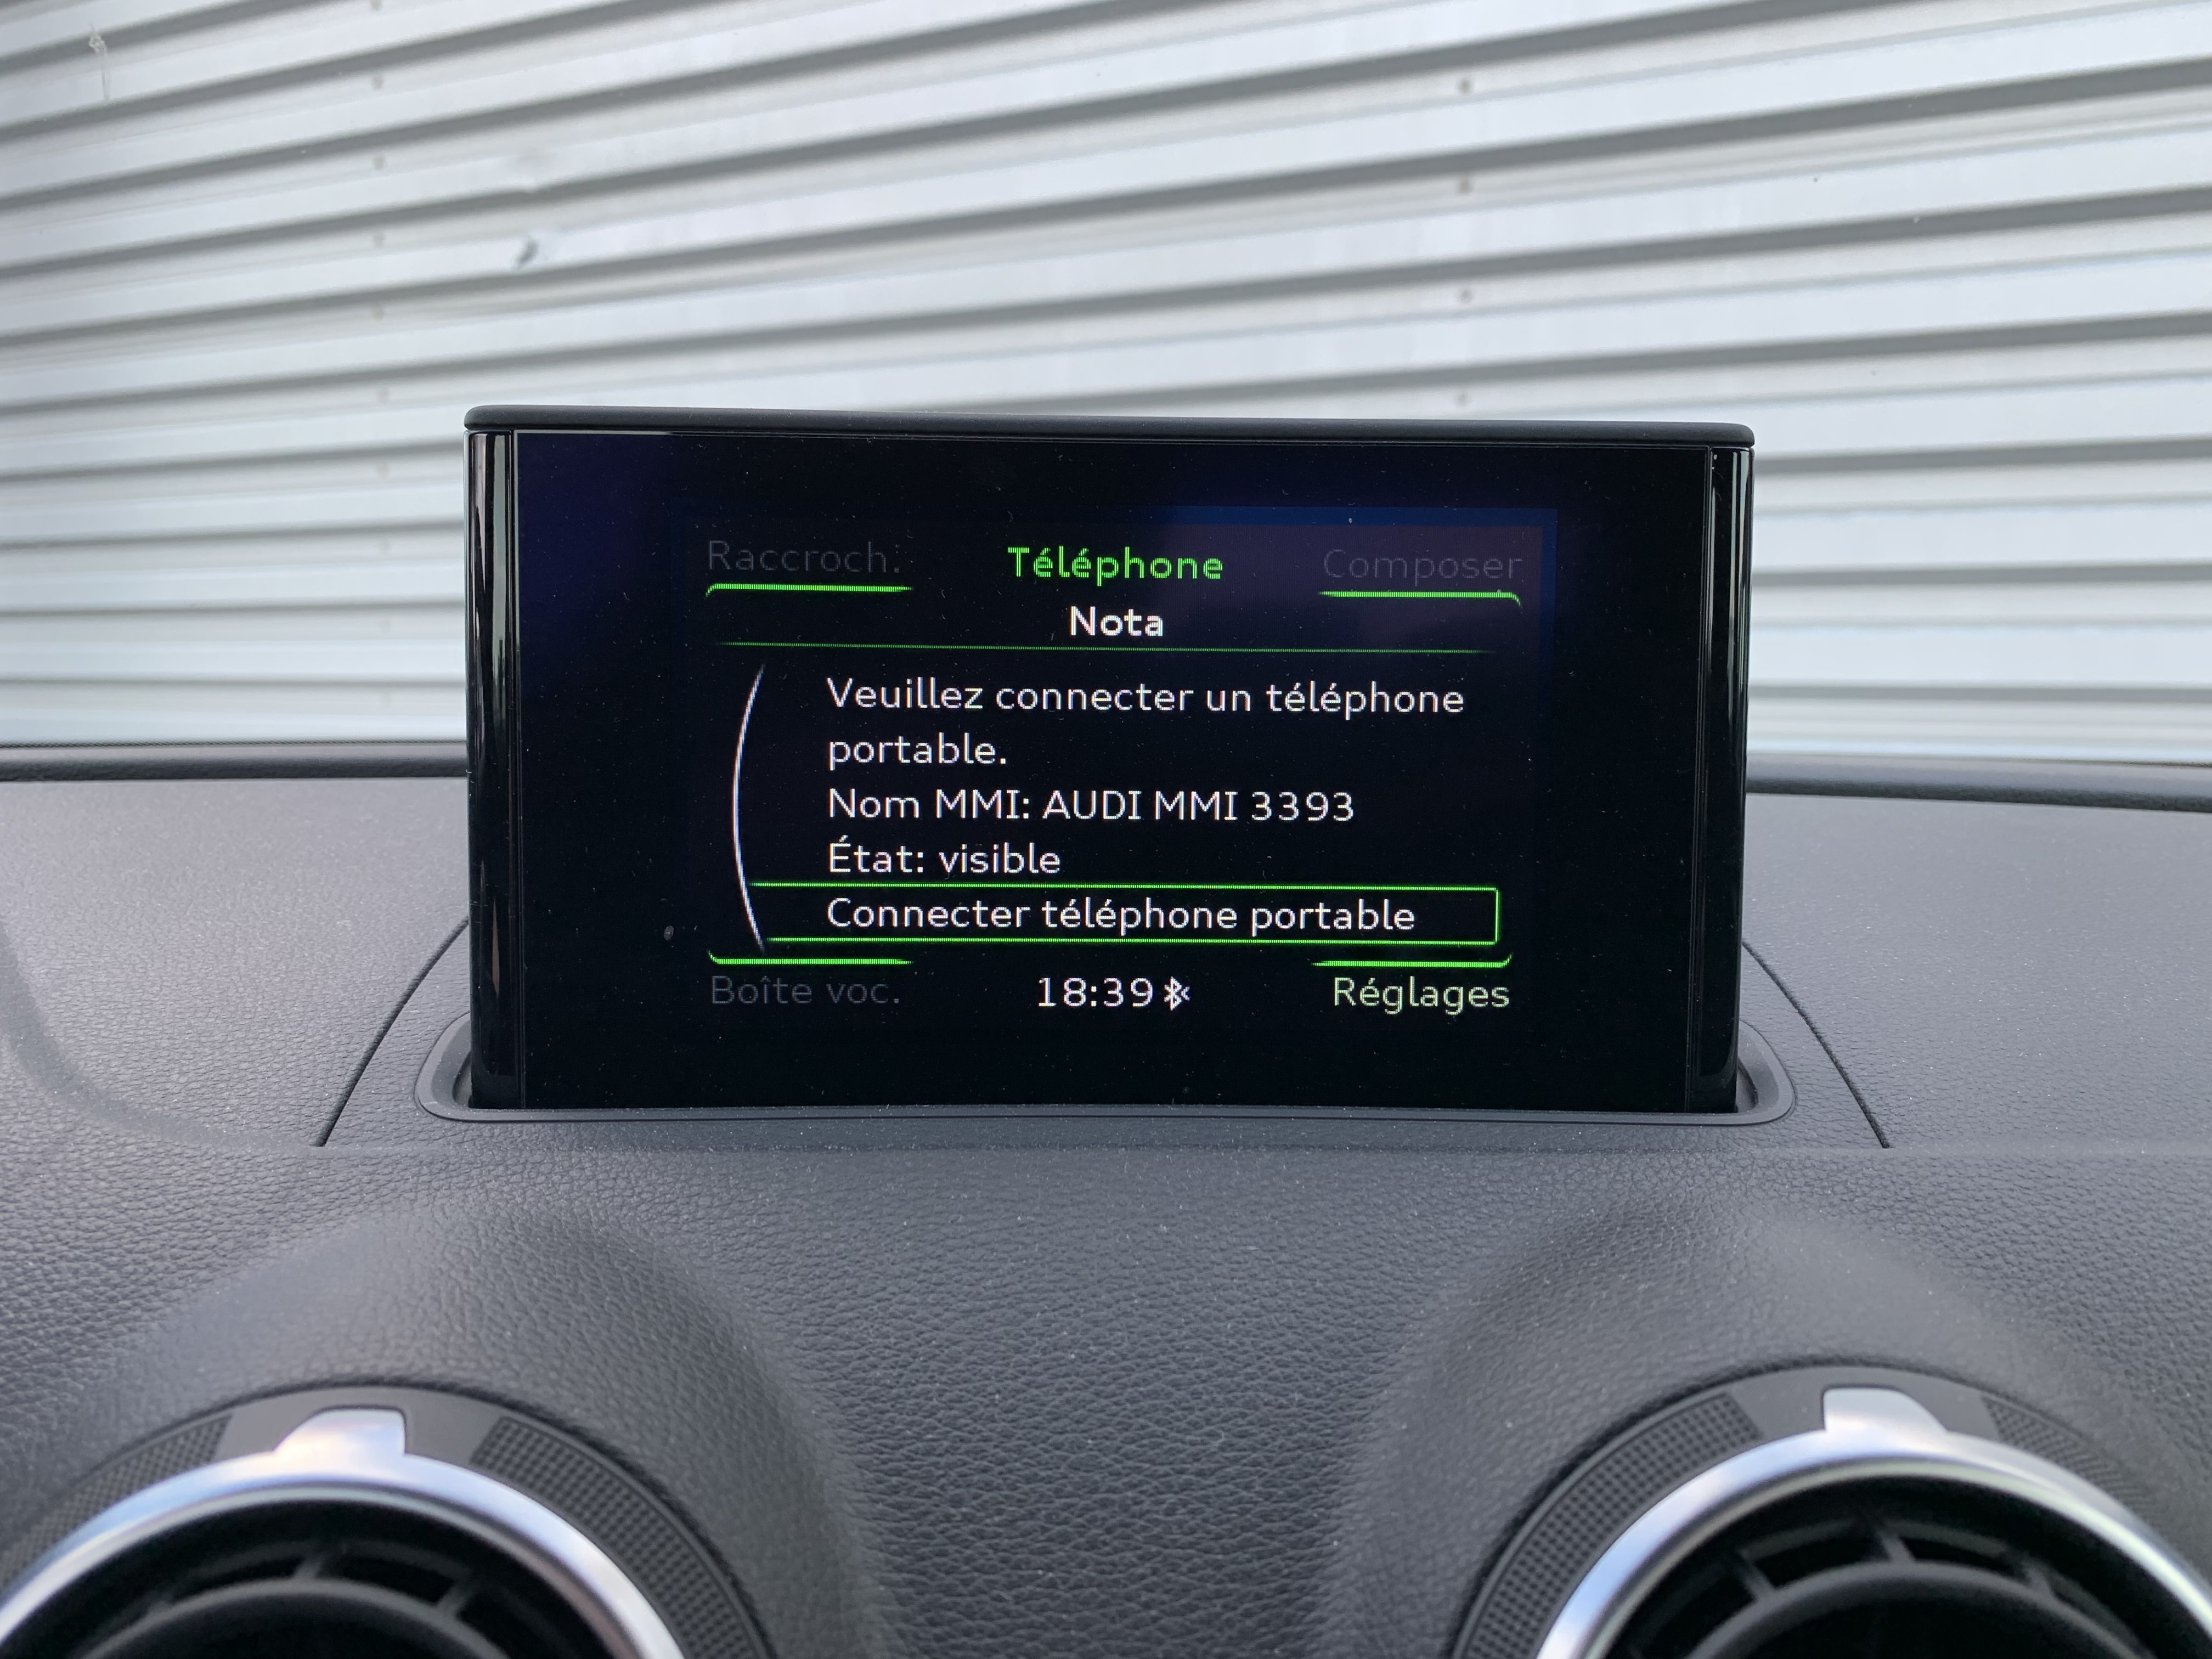 Raccroch.
Téléphone
Composer
Nota
Veuillez connecter un téléphone
portable.
Nom MMI: AUDI MMI 3393
État: visible
Connecter téléphone portable
Boîte voc.
18:39
Réglages